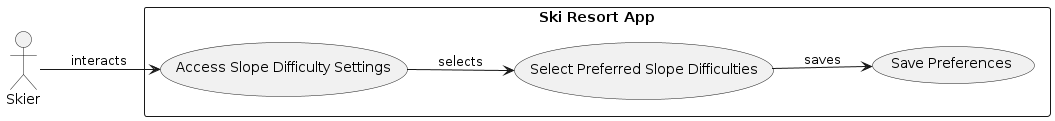 Ski Resort App
interacts
Access Slope Difficulty Settings
selects
Select Preferred Slope Difficulties
saves
Save Preferences
Skier